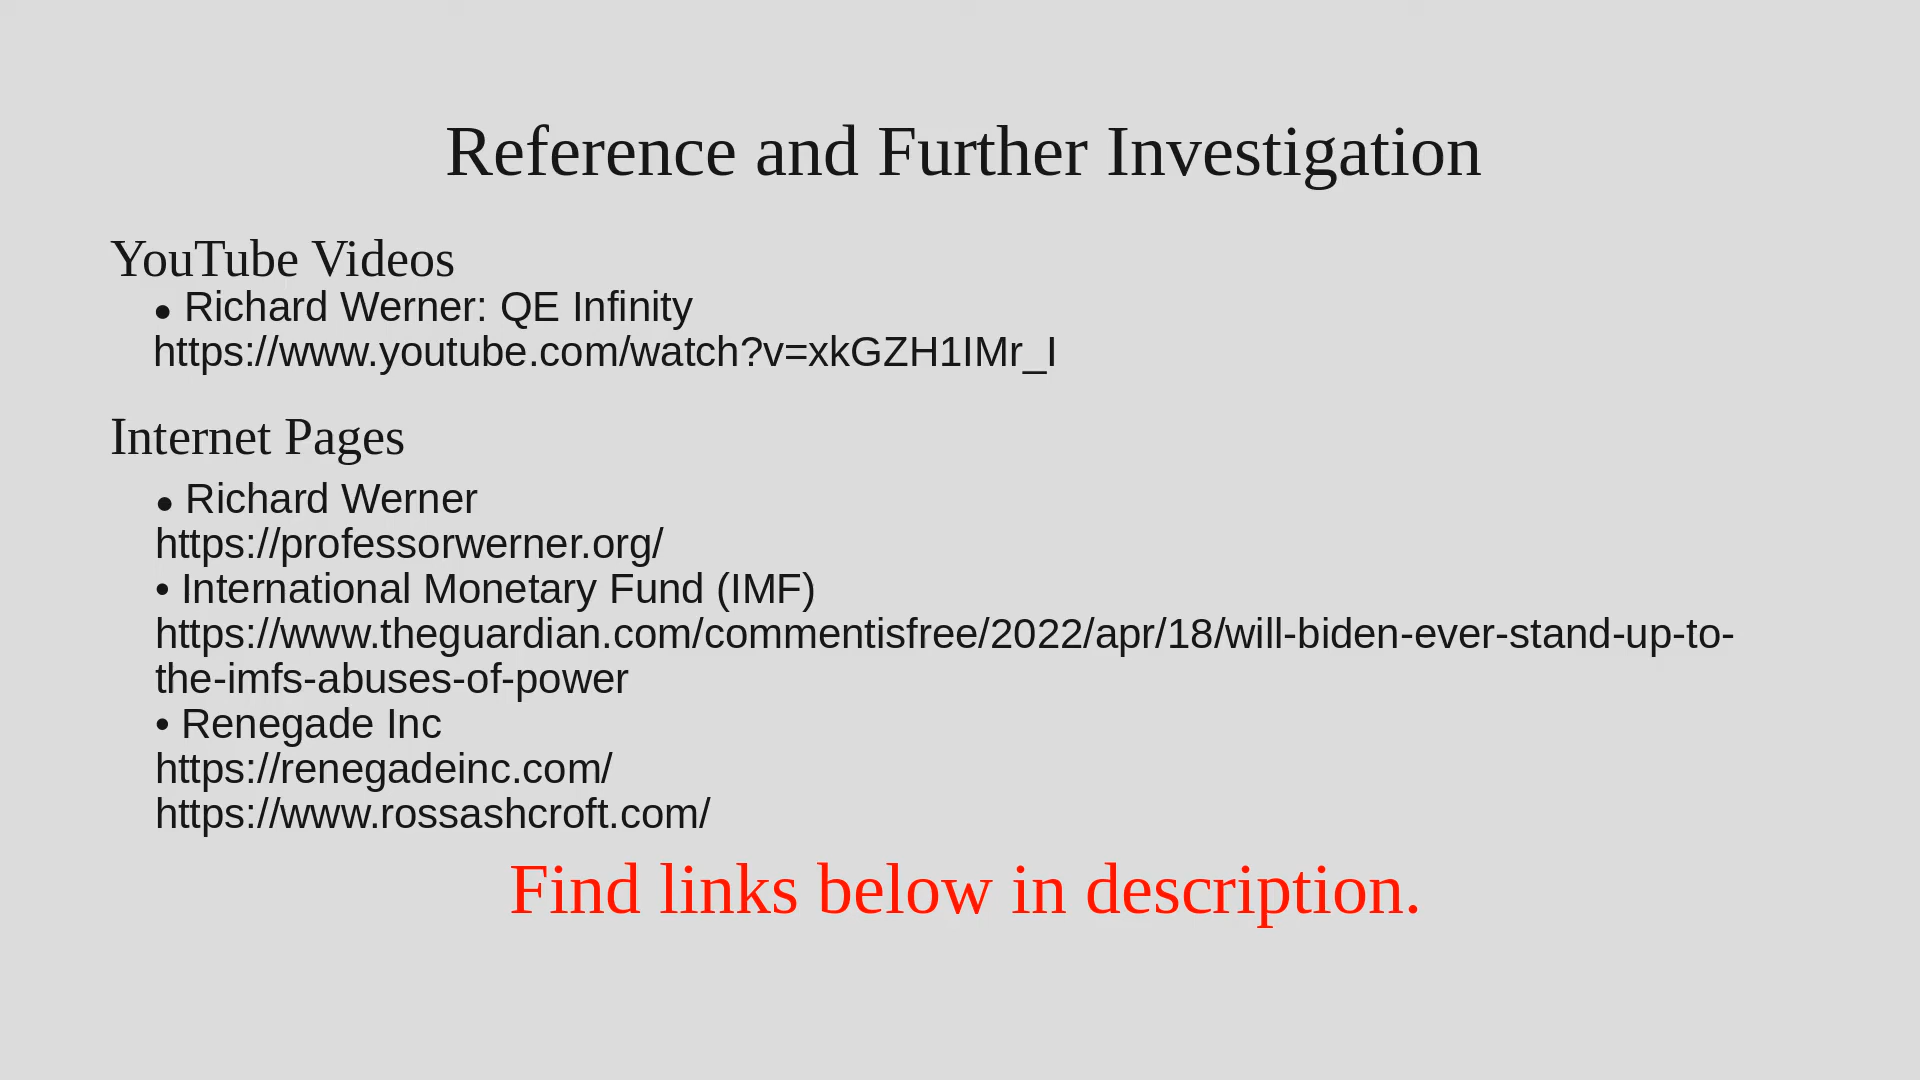 Reference and Further Investigation
YouTube Videos
● Richard Werner: QE Infinity
https://www.youtube.com/watch?v=xkGZH1IMr_I
Internet Pages
● Richard Werner
https://professorwerner.org/
• International Monetary Fund (IMF)
https://www.theguardian.com/commentisfree/2022/apr/18/will-biden-ever-stand-up-to-
the-imfs-abuses-of-power
• Renegade Inc
https://renegadeinc.com/
https://www.rossashcroft.com/
Find links below in description.